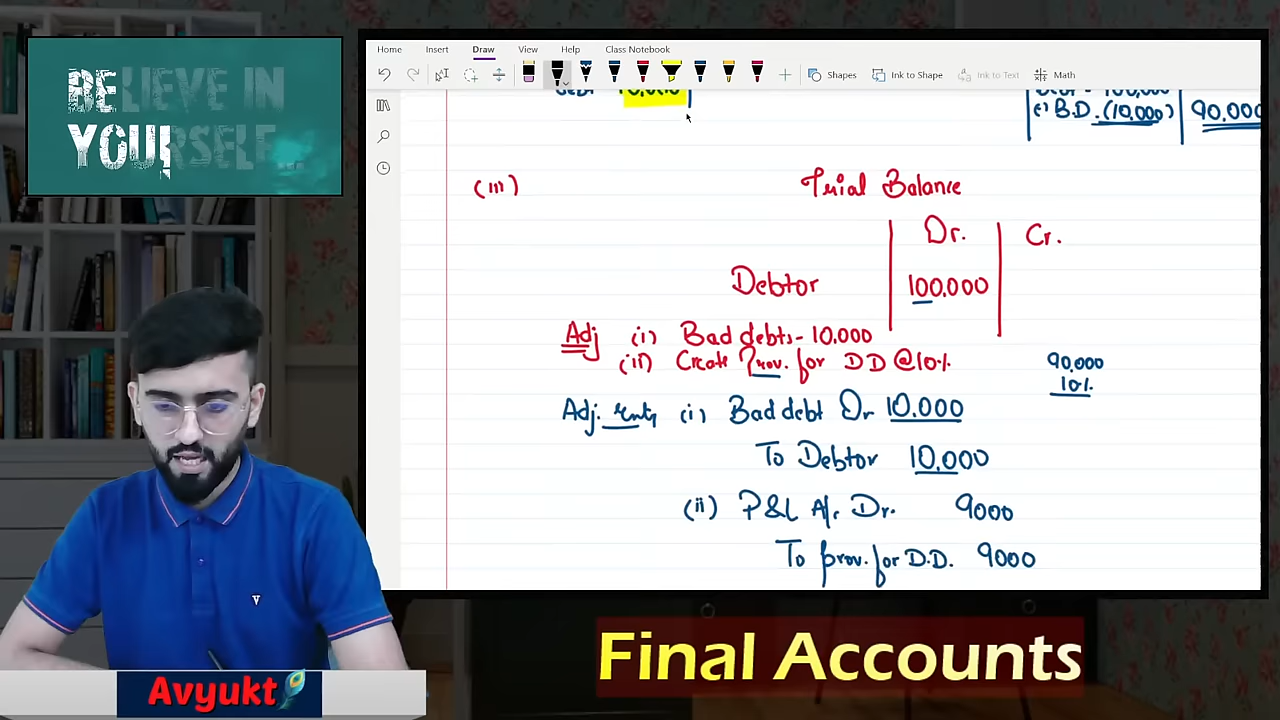 BELIEVE IN
YOURSELF...
Home Insert Draw View Help Class Notebook
Shapes Ink to Shape Ink to Text Math
(i) B.D. (10,000) 90,000
(iii) Trial Balance
Dr. Cr.
Debtor 100,000
Adj (i) Bad debts - 10.000
(ii) Create Prov. for DD @10%
90,000
10%
Adj. (i) Bad debt Dr 10.000
To Debtor 10,000
(ii) P&L A/c Dr. 9000
To prov. for D.D. 9000
Final Accounts
Avyukt